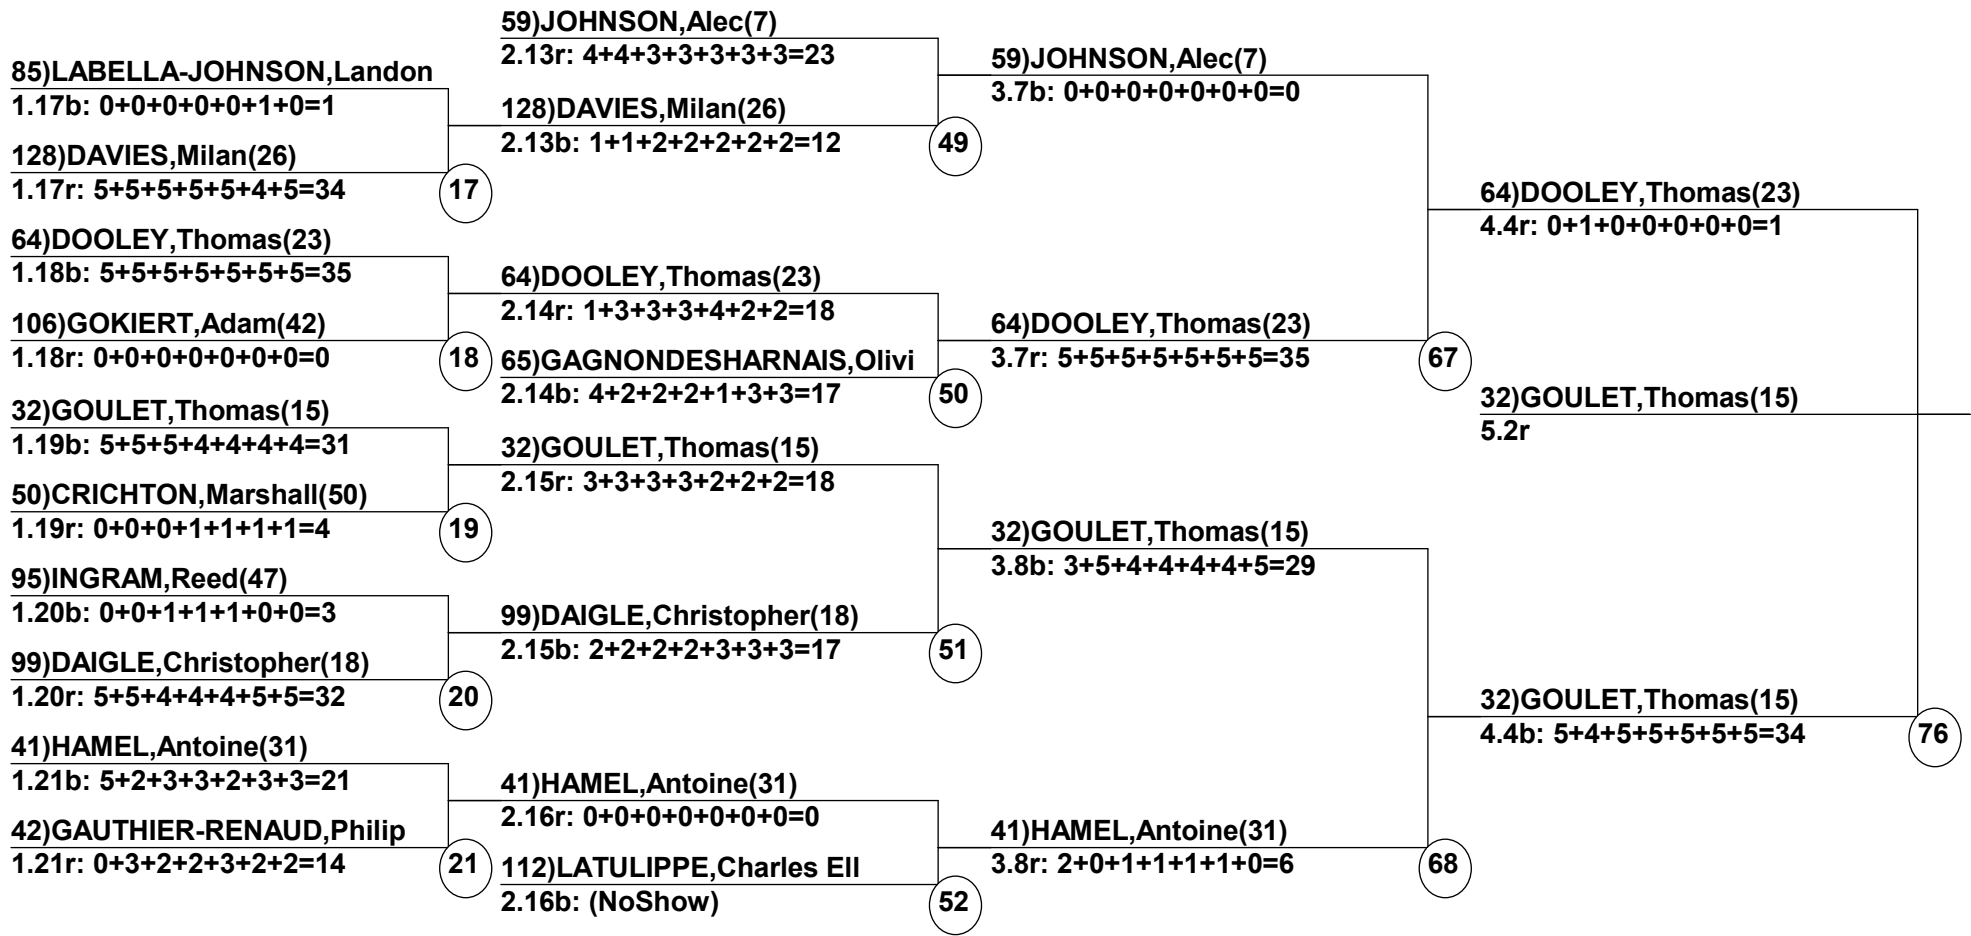 85)LABELLA-JOHNSON,Landon
1.17b: 0+0+0+0+0+1+0=1
128)DAVIES,Milan(26)
1.17r: 5+5+5+5+5+4+5=34
17
64)DOOLEY,Thomas(23)
1.18b: 5+5+5+5+5+5+5=35
106)GOKIERT,Adam(42)
1.18r: 0+0+0+0+0+0+0=0
18
32)GOULET,Thomas(15)
1.19b: 5+5+5+4+4+4+4=31
50)CRICHTON,Marshall(50)
1.19r: 0+0+0+1+1+1+1=4
19
95)INGRAM,Reed(47)
1.20b: 0+0+1+1+1+0+0=3
99)DAIGLE,Christopher(18)
1.20r: 5+5+4+4+4+5+5=32
20
41)HAMEL,Antoine(31)
1.21b: 5+2+3+3+2+3+3=21
42)GAUTHIER-RENAUD,Philip
1.21r: 0+3+2+2+3+2+2=14
21
59)JOHNSON,Alec(7)
2.13r: 4+4+3+3+3+3+3=23
128)DAVIES,Milan(26)
2.13b: 1+1+2+2+2+2+2=12
49
64)DOOLEY,Thomas(23)
2.14r: 1+3+3+3+4+2+2=18
65)GAGNONDESHARNAIS,Olivi
2.14b: 4+2+2+2+1+3+3=17
50
32)GOULET,Thomas(15)
2.15r: 3+3+3+3+2+2+2=18
99)DAIGLE,Christopher(18)
2.15b: 2+2+2+2+3+3+3=17
51
41)HAMEL,Antoine(31)
2.16r: 0+0+0+0+0+0+0=0
112)LATULIPPE,Charles Ell
2.16b: (NoShow)
52
59)JOHNSON,Alec(7)
3.7b: 0+0+0+0+0+0+0=0
64)DOOLEY,Thomas(23)
3.7r: 5+5+5+5+5+5+5=35
67
32)GOULET,Thomas(15)
3.8b: 3+5+4+4+4+4+5=29
41)HAMEL,Antoine(31)
3.8r: 2+0+1+1+1+1+0=6
68
64)DOOLEY,Thomas(23)
4.4r: 0+1+0+0+0+0+0=1
32)GOULET,Thomas(15)
5.2r
32)GOULET,Thomas(15)
4.4b: 5+4+5+5+5+5+5=34
76